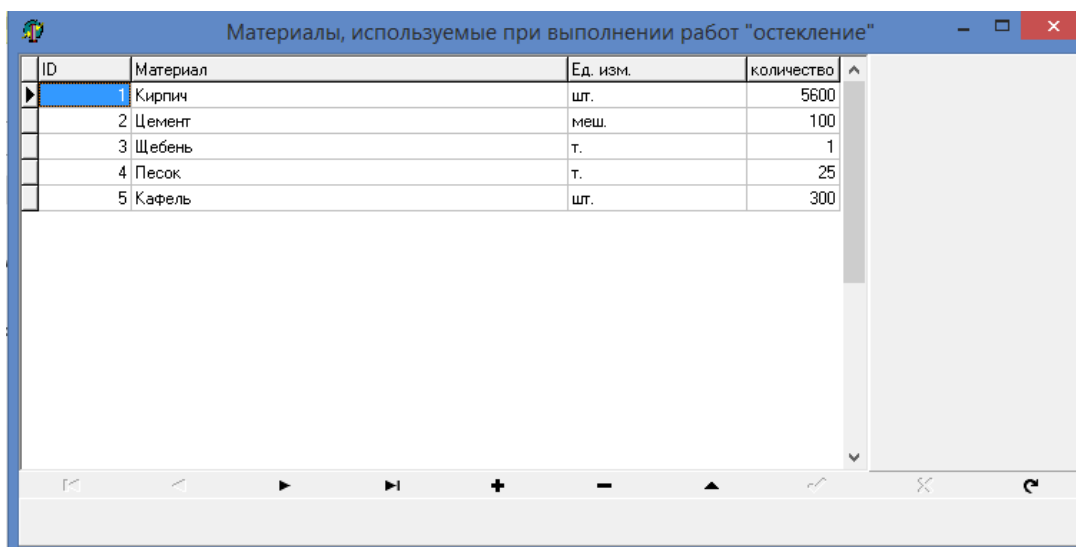 Материалы, используемые при выполнении работ "остекление"
ID Материал Ед. изм. количество
1 Кирпич шт. 5600
2 Цемент меш. 100
3 Щебень т. 1
4 Песок т. 25
5 Кафель шт. 300